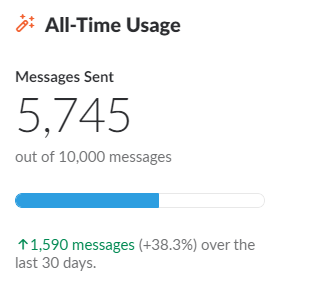 All-Time Usage
Messages Sent
5,745
out of 10,000 messages
↑1,590 messages (+38.3%) over the
last 30 days.